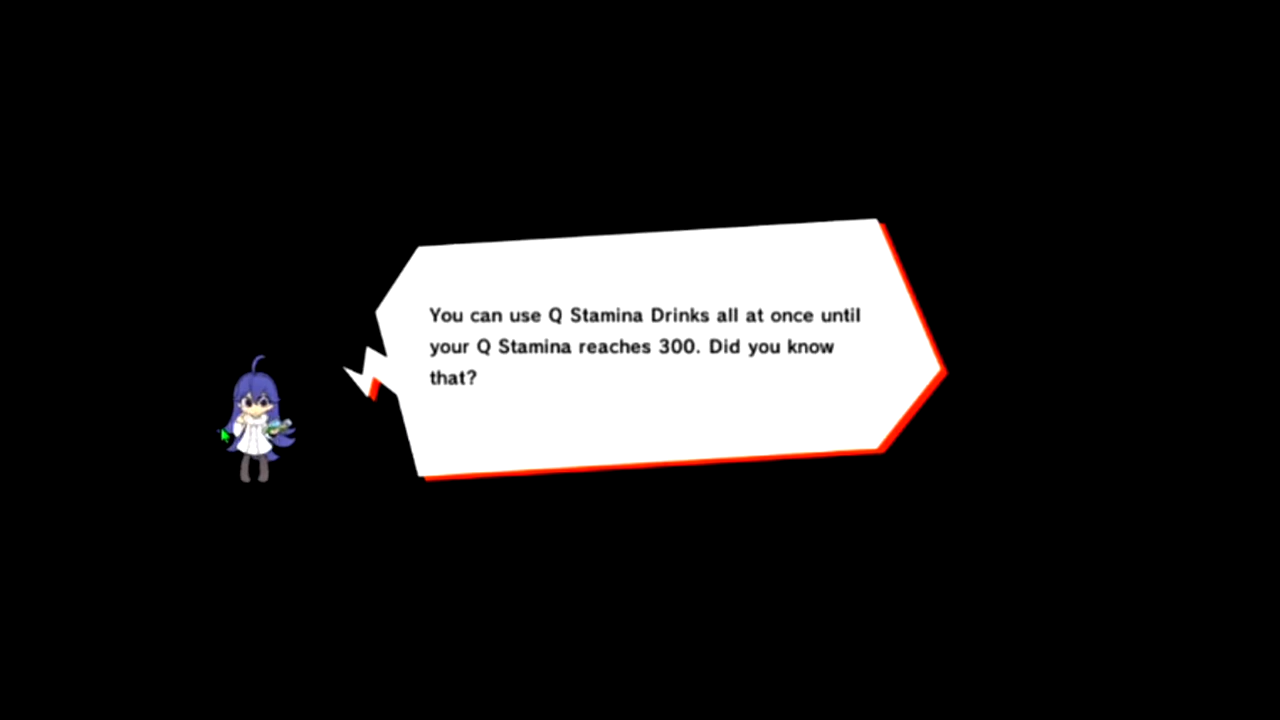 You can use Q Stamina Drinks all at once until
your Q Stamina reaches 300. Did you know
that?